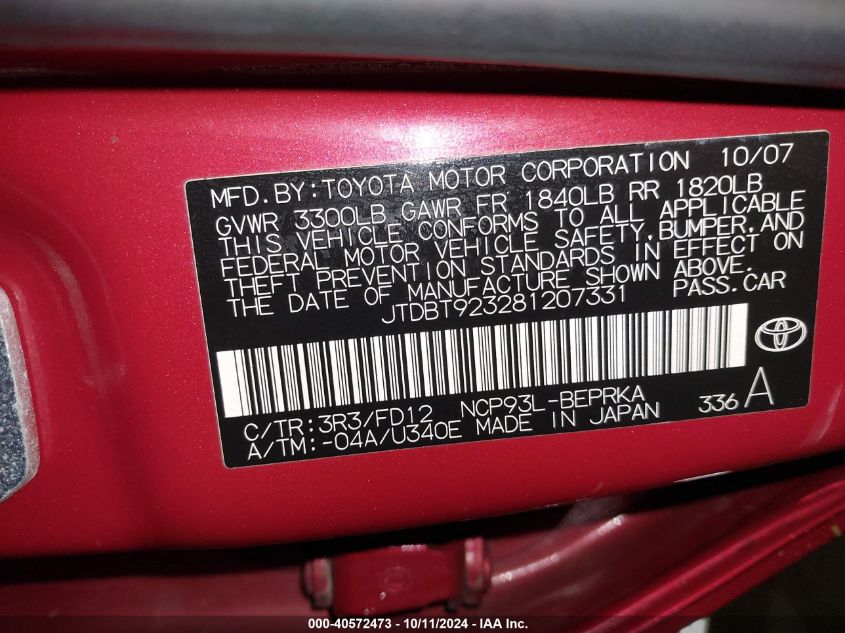 MFD.BY:TOYOTA MOTOR CORPORATION 10/07
GVWR 3300LB GAWR FR 1840LB RR 1820LB
THIS VEHICLE CONFORMS TO ALL APPLICABLE
FEDERAL MOTOR VEHICLE SAFETY,BUMPER,AND
THEFT PREVENTION STANDARDS IN EFFECT ON
THE DATE OF MANUFACTURE SHOWN ABOVE.
JTDBT923281207331 PASS.CAR
C/TR:3R3/FD12 NCP93L-BEPRKA 336 A
A/TM:-04A/U340E MADE IN JAPAN
000-40572473 - 10/11/2024 - IAA Inc.